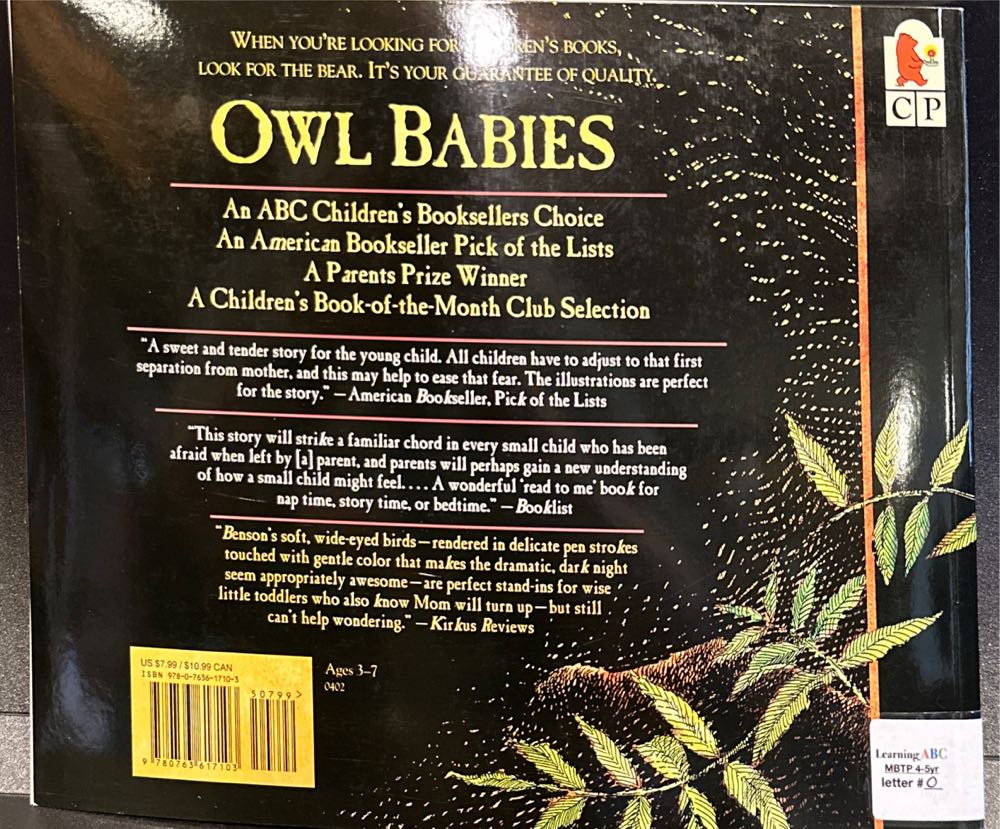 WHEN YOU'RE LOOKING FOR CHILDREN'S BOOKS,
LOOK FOR THE BEAR. IT'S YOUR GUARANTEE OF QUALITY.
OWL BABIES
An ABC Children's Booksellers Choice
An American Bookseller Pick of the Lists
A Parents Prize Winner
A Children's Book-of-the-Month Club Selection
"A sweet and tender story for the young child. All children have to adjust to that first
separation from mother, and this may help to ease that fear. The illustrations are perfect
for the story." —American Bookseller, Pick of the Lists
"This story will strike a familiar chord in every small child who has been
afraid when left by [a] parent, and parents will perhaps gain a new understanding
of how a small child might feel.... A wonderful 'read to me' book for
nap time, story time, or bedtime." —Booklist
"Benson's soft, wide-eyed birds—rendered in delicate pen strokes
touched with gentle color that makes the dramatic, dark night
seem appropriately awesome—are perfect stand-ins for wise
little toddlers who also know Mom will turn up—but still
can't help wondering." —Kirkus Reviews
US $7.99 / $10.99 CAN
ISBN 978-0-7636-1710-3
50799>
9 780763 617103
Ages 3–7
0402
CP
Learning ABC
MBTP 4-5yr
letter # O